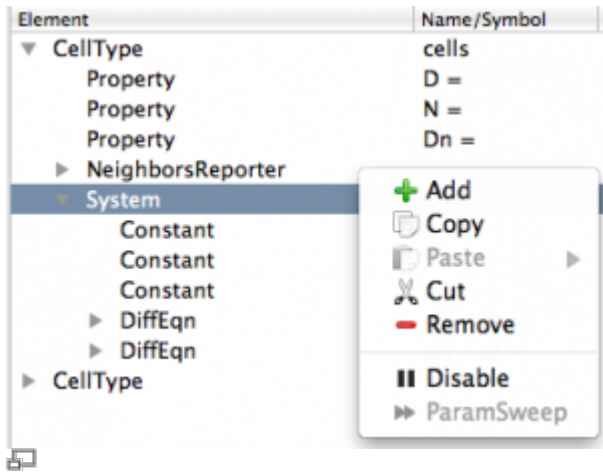 Element Name/Symbol
CellType cells
Property D =
Property N =
Property Dn =
NeighborsReporter
System
Add
Constant
Copy
Constant
Paste
Constant
Cut
DiffEqn
Remove
DiffEqn
CellType
Disable
ParamSweep